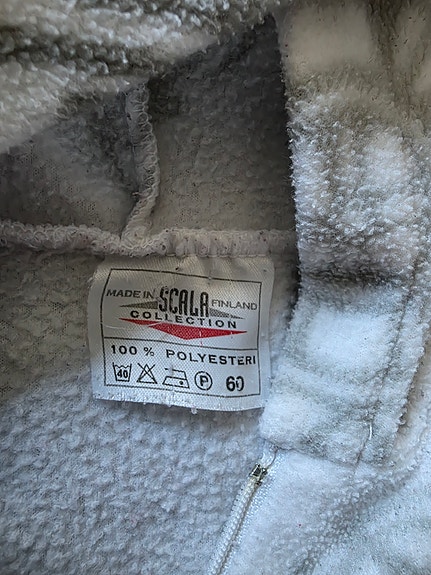 MADE IN SCALA FINLAND
COLLECTION
100 % POLYESTERI
40 P 60